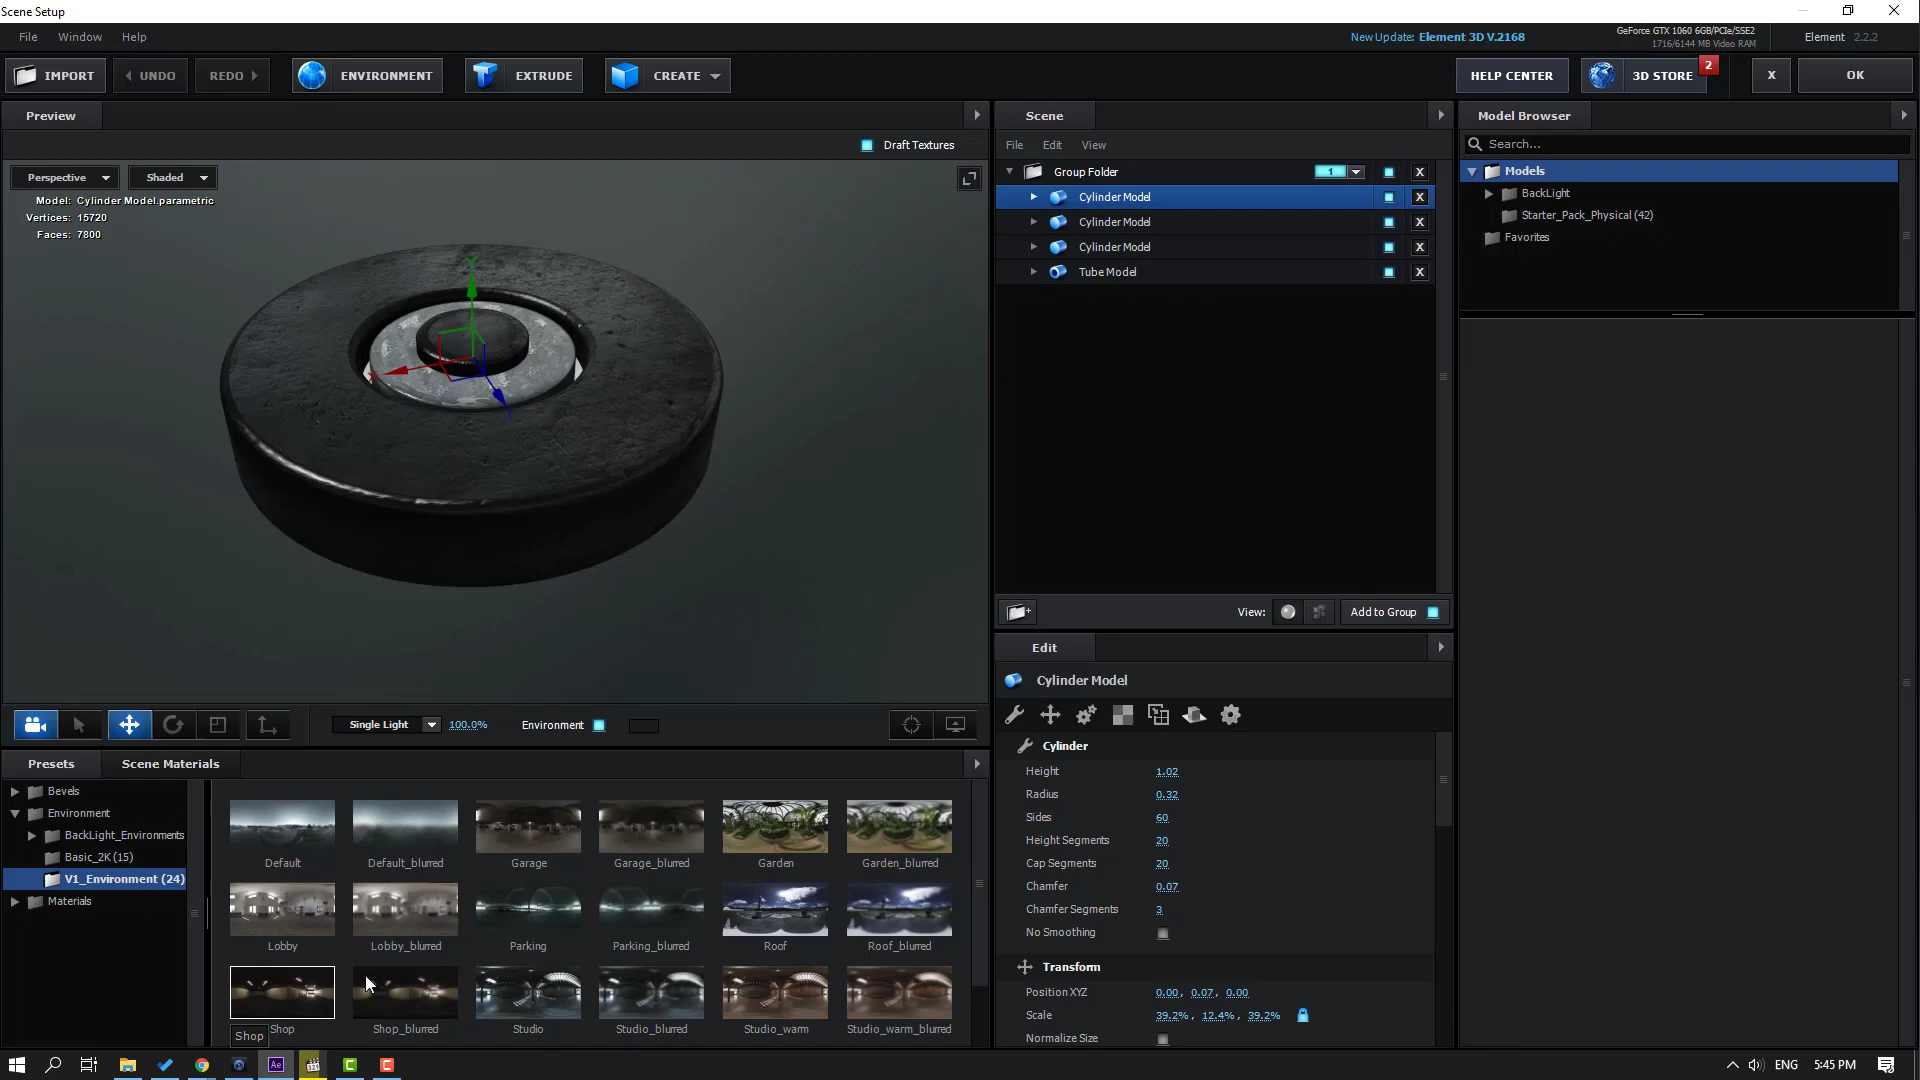 Scene Setup
File Window Help
New Update: Element 3D V.2168
GeForce GTX 1060 6GB/PCIe/SSE2
1716/6144 MB Video RAM
Element 2.2.2
IMPORT UNDO REDO ENVIRONMENT EXTRUDE CREATE HELP CENTER 3D STORE 2 X OK
Preview
Draft Textures
Perspective Shaded
Model: Cylinder Model.parametric
Vertices: 15720
Faces: 7800
Y
X
Single Light 100.0% Environment
Scene
File Edit View
Group Folder 1 X
Cylinder Model X
Cylinder Model X
Cylinder Model X
Tube Model X
View: Add to Group
Model Browser
Search...
Models
BackLight
Starter_Pack_Physical (42)
Favorites
Edit
Cylinder Model
Cylinder
Height 1.02
Radius 0.32
Sides 60
Height Segments 20
Cap Segments 20
Chamfer 0.07
Chamfer Segments 3
No Smoothing
Transform
Position XYZ 0.00, 0.07, 0.00
Scale 39.2%, 12.4%, 39.2%
Normalize Size
Presets Scene Materials
Bevels
Environment
BackLight_Environments
Basic_2K (15)
V1_Environment (24)
Materials
Default Default_blurred Garage Garage_blurred Garden Garden_blurred
Lobby Lobby_blurred Parking Parking_blurred Roof Roof_blurred
Shop Shop_blurred Studio Studio_blurred Studio_warm Studio_warm_blurred
Shop
Ae
C
C
ENG 5:45 PM